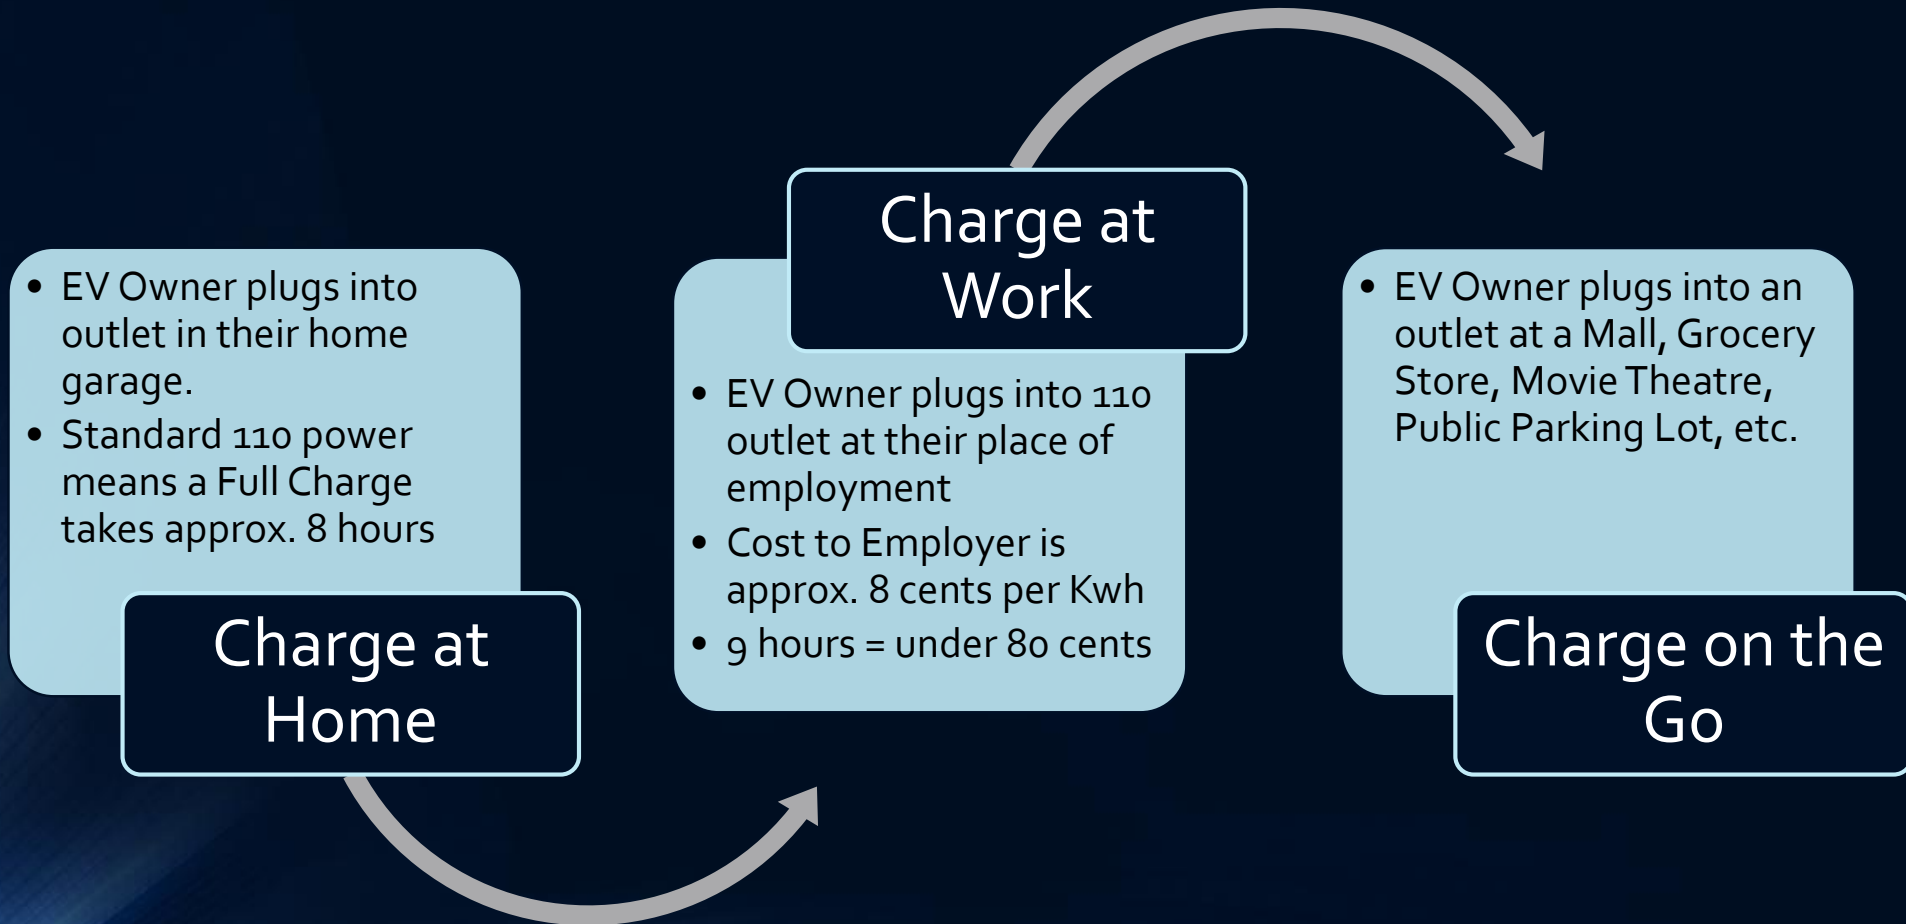 • EV Owner plugs into
outlet in their home
garage.
• Standard 110 power
means a Full Charge
takes approx. 8 hours
Charge at
Home
Charge at
Work
• EV Owner plugs into 110
outlet at their place of
employment
• Cost to Employer is
approx. 8 cents per Kwh
• 9 hours = under 80 cents
• EV Owner plugs into an
outlet at a Mall, Grocery
Store, Movie Theatre,
Public Parking Lot, etc.
Charge on the
Go